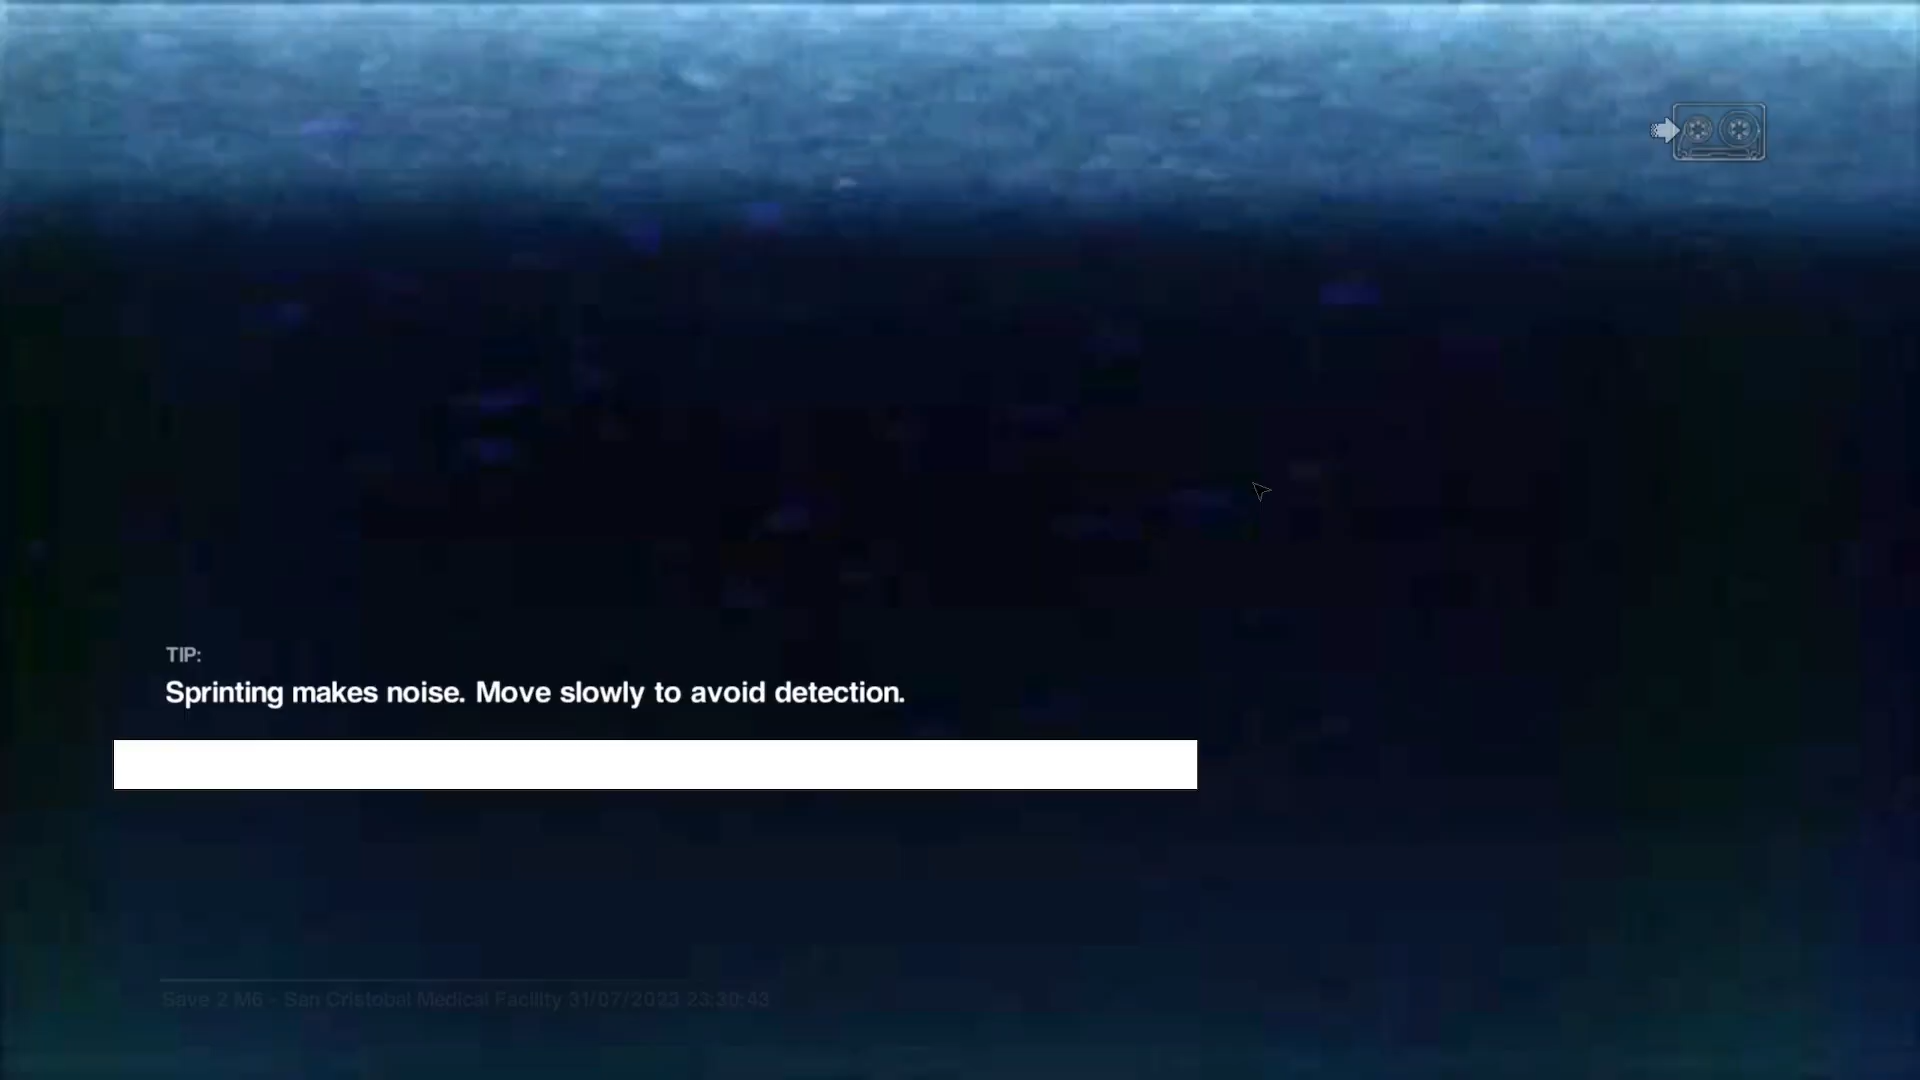 TIP:
Sprinting makes noise. Move slowly to avoid detection.
Save 2 M6 - San Cristobal Medical Facility 31/07/2023 23:30:43